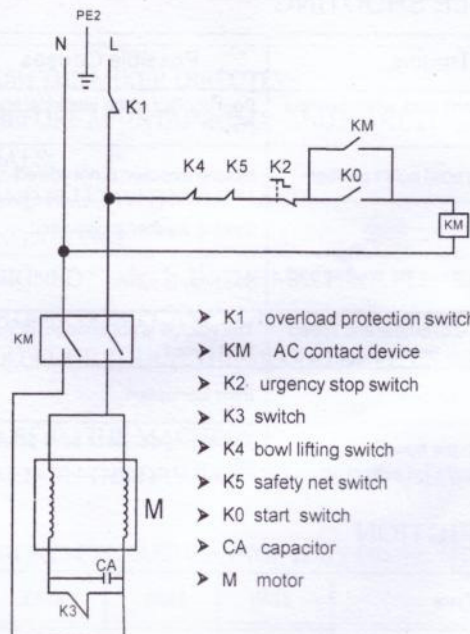 PE2
N L
K1
KM
K4 K5 K2
K0
KM
KM
➤ K1 overload protection switch
➤ KM AC contact device
➤ K2 urgency stop switch
➤ K3 switch
➤ K4 bowl lifting switch
➤ K5 safety net switch
➤ K0 start switch
➤ CA capacitor
➤ M motor
M
CA
K3